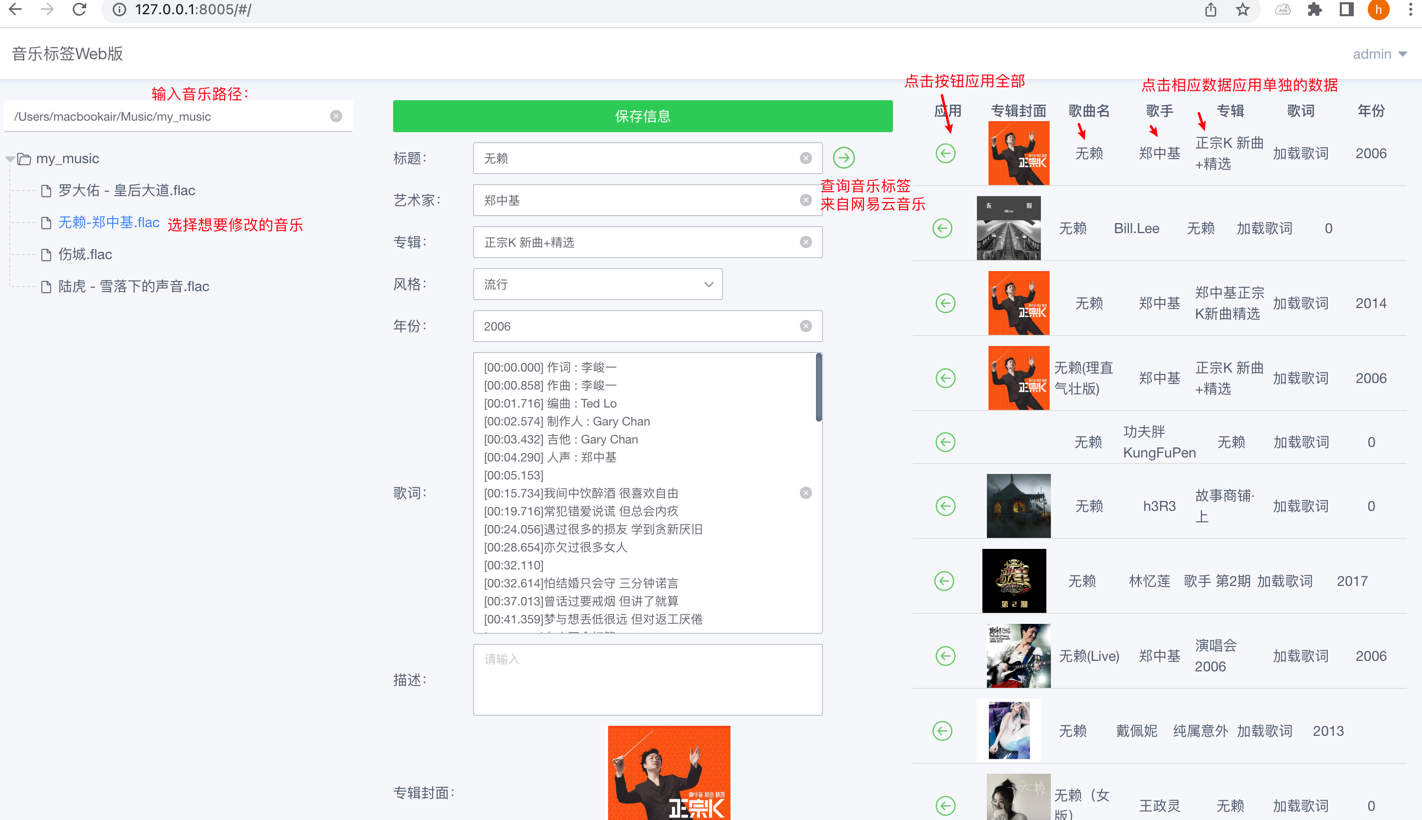 127.0.0.1:8005/#/
h
音乐标签Web版
admin
输入音乐路径：
/Users/macbookair/Music/my_music
my_music
罗大佑 - 皇后大道.flac
无赖-郑中基.flac
选择想要修改的音乐
伤城.flac
陆虎 - 雪落下的声音.flac
保存信息
标题：
无赖
艺术家：
郑中基
查询音乐标签
来自网易云音乐
专辑：
正宗K 新曲+精选
风格：
流行
年份：
2006
歌词：
[00:00.000] 作词 : 李峻一
[00:00.858] 作曲 : 李峻一
[00:01.716] 编曲 : Ted Lo
[00:02.574] 制作人 : Gary Chan
[00:03.432] 吉他 : Gary Chan
[00:04.290] 人声 : 郑中基
[00:05.153]
[00:15.734]我间中饮醉酒 很喜欢自由
[00:19.716]常犯错爱说谎 但总会内疚
[00:24.056]遇过很多的损友 学到贪新厌旧
[00:28.654]亦欠过很多女人
[00:32.110]
[00:32.614]怕结婚只会守 三分钟诺言
[00:37.013]曾话过要戒烟 但讲了就算
[00:41.359]梦与想丢低很远 但对返工厌倦
描述：
请输入
专辑封面：
正宗K
点击按钮应用全部
点击相应数据应用单独的数据
应用 专辑封面 歌曲名 歌手 专辑 歌词 年份
正宗K
无赖 郑中基 正宗K 新曲
+精选
加载歌词 2006
无赖 Bill.Lee 无赖 加载歌词 0
正宗K
无赖 郑中基 郑中基正宗
K新曲精选
加载歌词 2014
正宗K
无赖(理直
气壮版)
郑中基 正宗K 新曲
+精选
加载歌词 2006
无赖 功夫胖
KungFuPen
无赖 加载歌词 0
无赖 h3R3 故事商铺·
上
加载歌词 0
第2期
无赖 林忆莲 歌手 第2期 加载歌词 2017
无赖(Live) 郑中基 演唱会
2006
加载歌词 2006
无赖 戴佩妮 纯属意外 加载歌词 2013
无赖（女
版）
王政灵 无赖 加载歌词 0